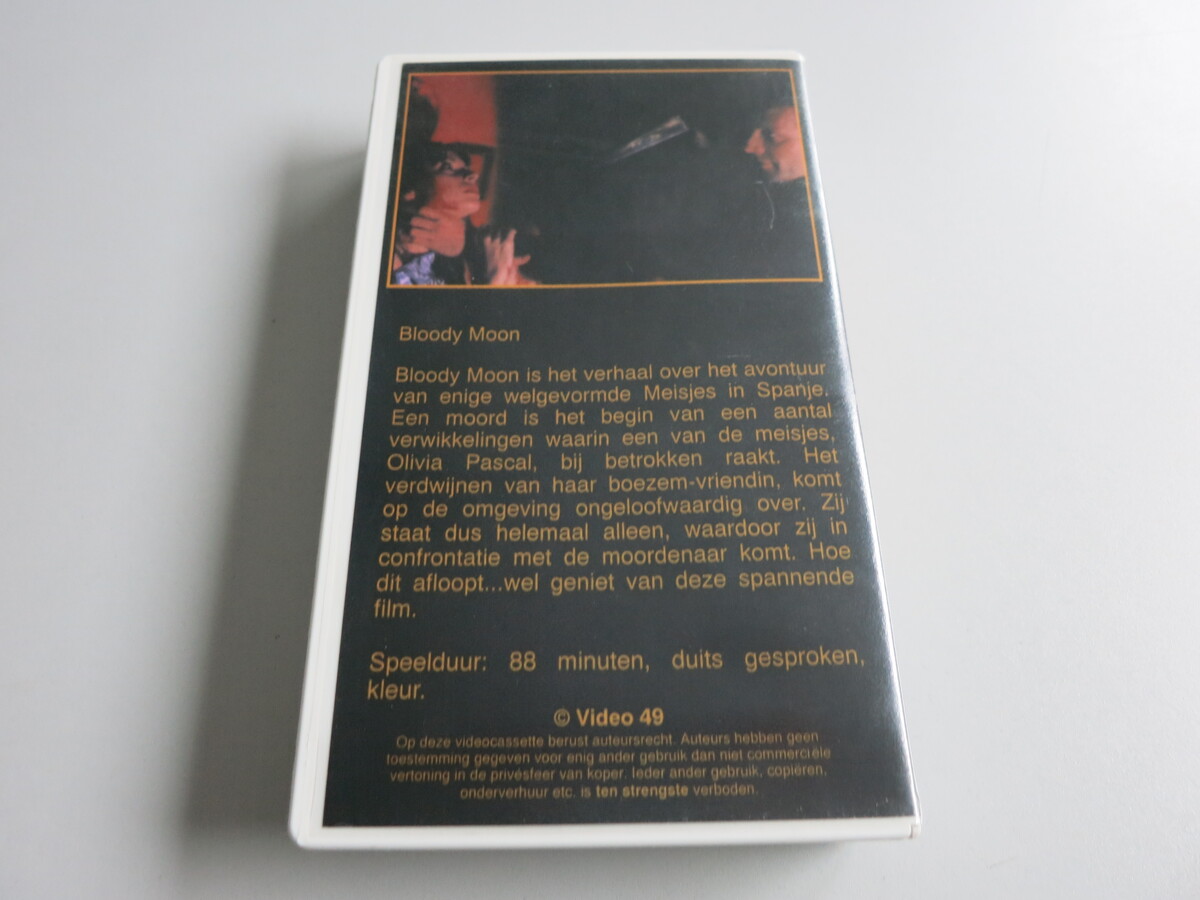 Bloody Moon
Bloody Moon is het verhaal over het avontuur
van enige welgevormde Meisjes in Spanje.
Een moord is het begin van een aantal
verwikkelingen waarin een van de meisjes,
Olivia Pascal, bij betrokken raakt. Het
verdwijnen van haar boezem-vriendin, komt
op de omgeving ongeloofwaardig over. Zij
staat dus helemaal alleen, waardoor zij in
confrontatie met de moordenaar komt. Hoe
dit afloopt...wel geniet van deze spannende
film.
Speelduur: 88 minuten, duits gesproken,
kleur.
© Video 49
Op deze videocassette berust auteursrecht. Auteurs hebben geen
toestemming gegeven voor enig ander gebruik dan niet commerciële
vertoning in de privésfeer van koper. Ieder ander gebruik, copiëren,
onderverhuur etc. is ten strengste verboden.